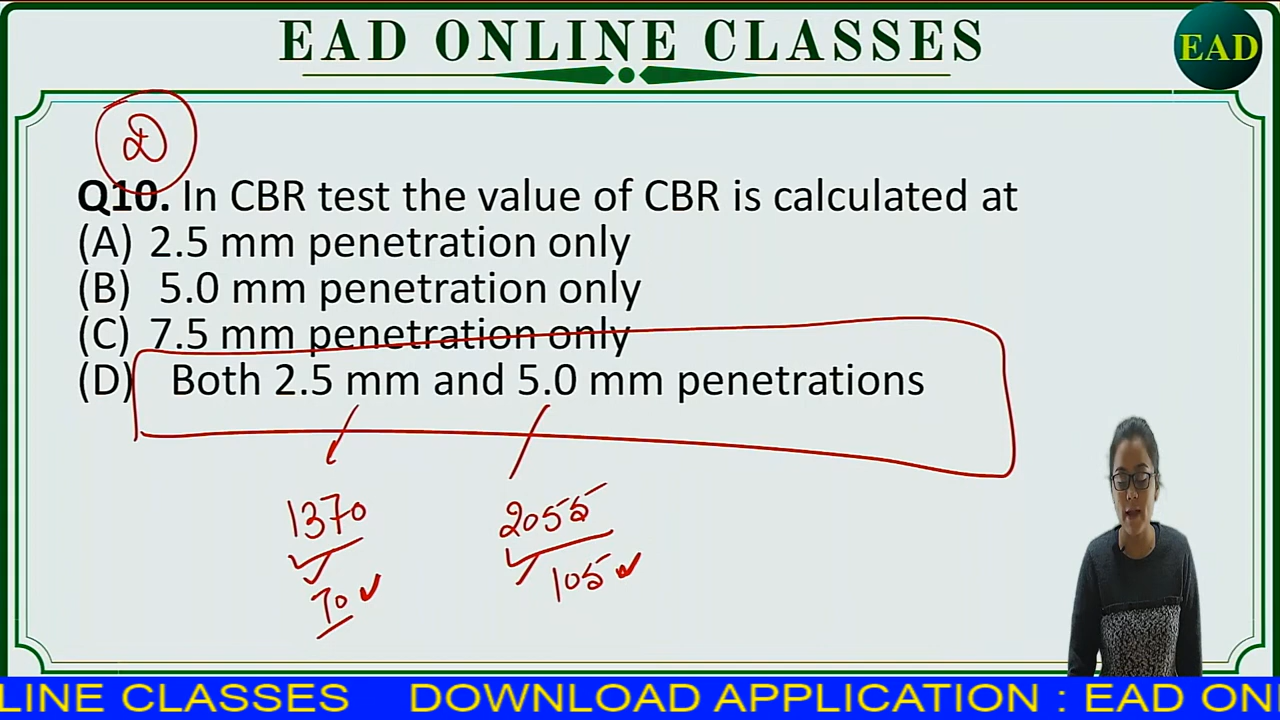 EAD ONLINE CLASSES
EAD
D
Q10. In CBR test the value of CBR is calculated at
(A) 2.5 mm penetration only
(B) 5.0 mm penetration only
(C) 7.5 mm penetration only
(D) Both 2.5 mm and 5.0 mm penetrations
1370 2055
70 105
LINE CLASSES DOWNLOAD APPLICATION : EAD ON